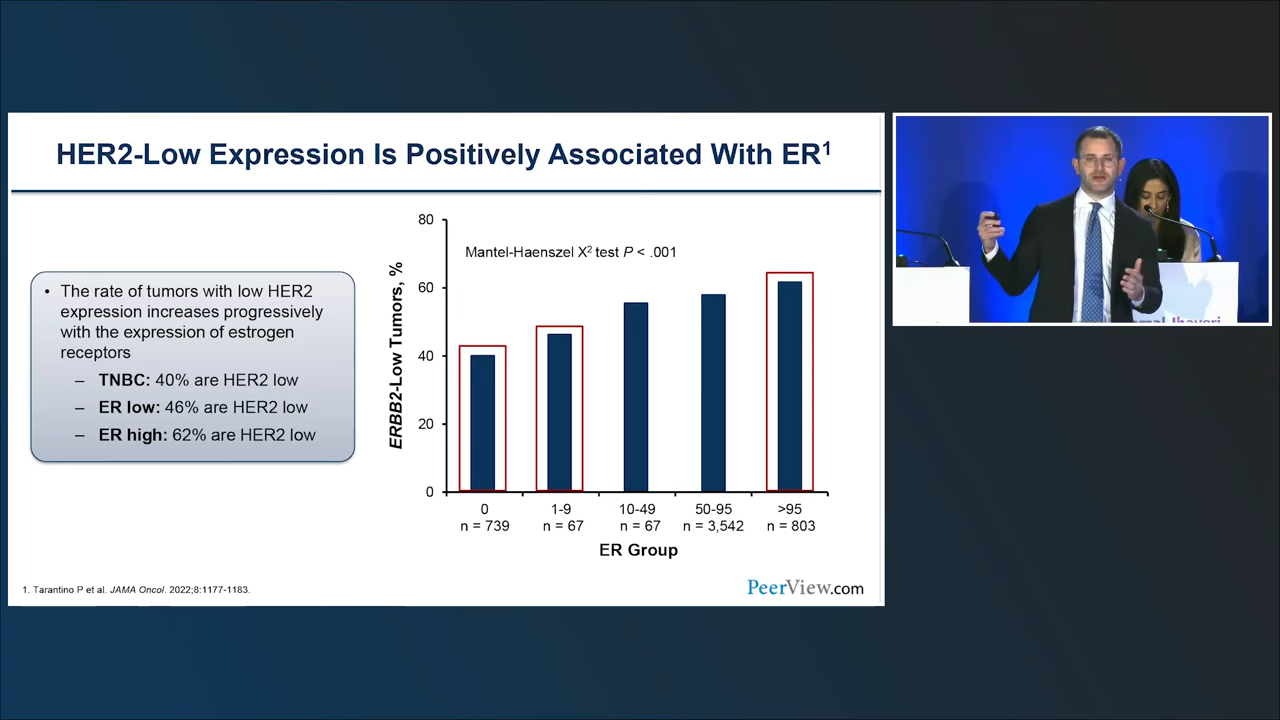 HER2-Low Expression Is Positively Associated With ER¹
• The rate of tumors with low HER2
expression increases progressively
with the expression of estrogen
receptors
– TNBC: 40% are HER2 low
– ER low: 46% are HER2 low
– ER high: 62% are HER2 low
Mantel-Haenszel X² test P < .001
ERBB2-Low Tumors, %
80
60
40
20
0
0 1-9 10-49 50-95 >95
n = 739 n = 67 n = 67 n = 3,542 n = 803
ER Group
1. Tarantino P et al. JAMA Oncol. 2022;8:1177-1183.
PeerView.com
Jhaveri